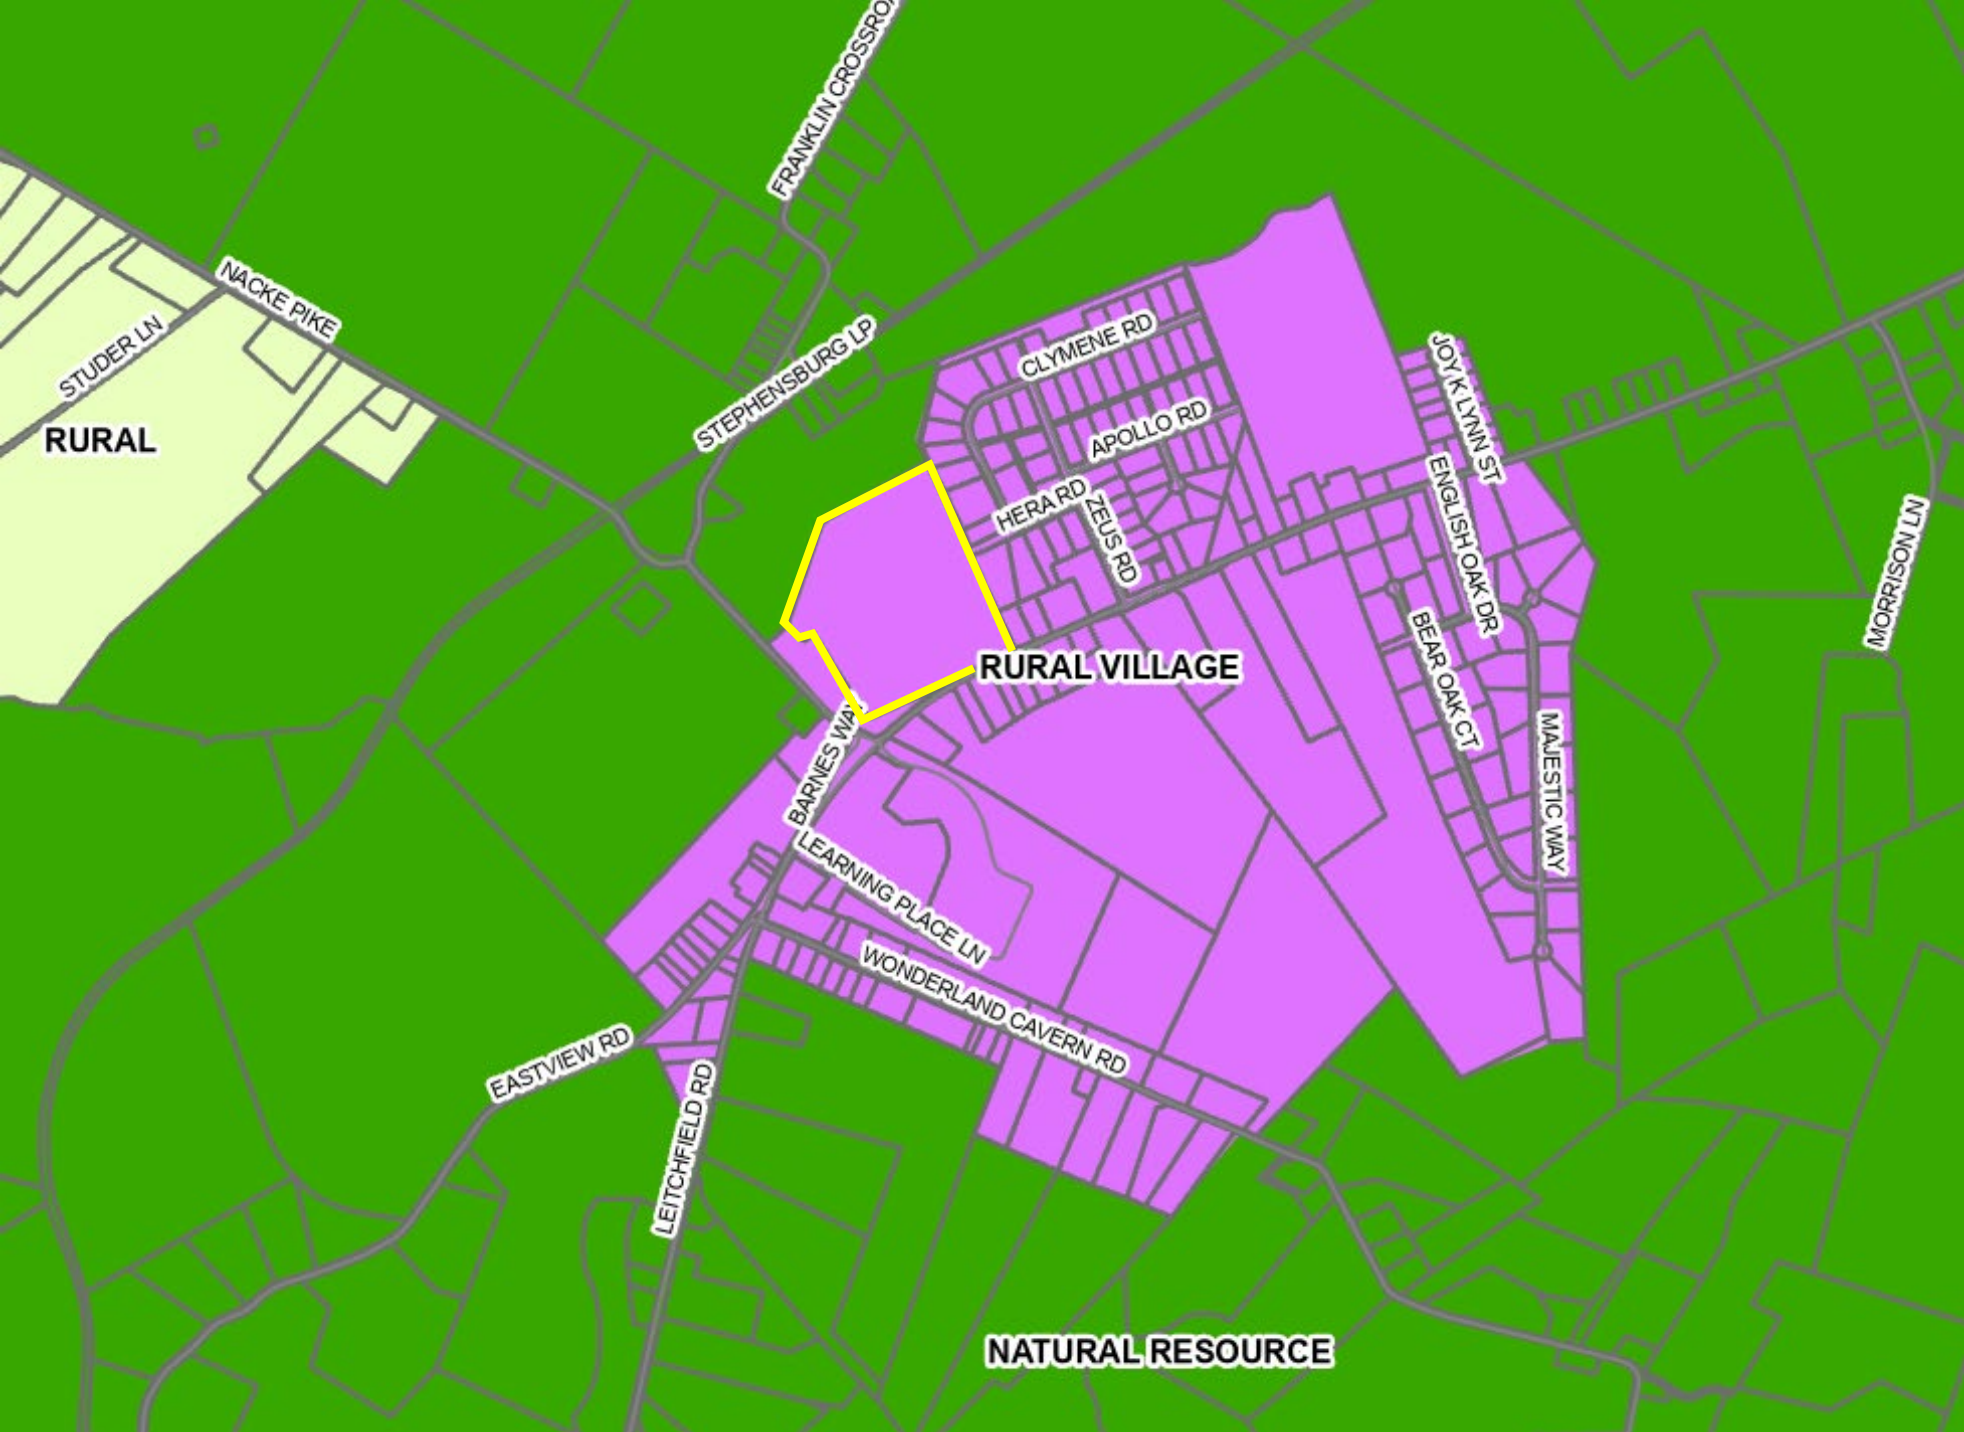 FRANKLIN CROSSROA
NACKE PIKE
STUDER LN
STEPHENSBURG LP
RURAL
CLYMENE RD
JOY K LYNN ST
APOLLO RD
HERA RD
ZEUS RD
ENGLISH OAK DR
MORRISON LN
RURAL VILLAGE
BEAR OAK CT
BARNES WAY
MAJESTIC WAY
LEARNING PLACE LN
WONDERLAND CAVERN RD
EASTVIEW RD
LEITCHFIELD RD
NATURAL RESOURCE